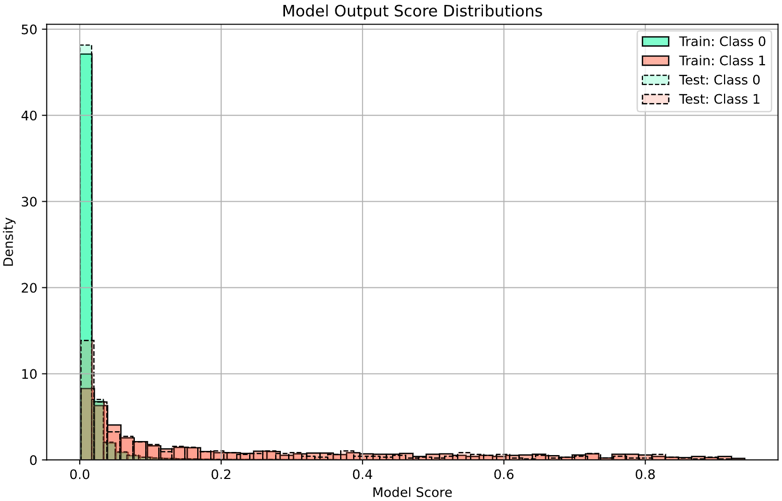 Model Output Score Distributions
Train: Class 0
Train: Class 1
Test: Class 0
Test: Class 1
50
40
30
20
10
0
Density
0.0 0.2 0.4 0.6 0.8
Model Score